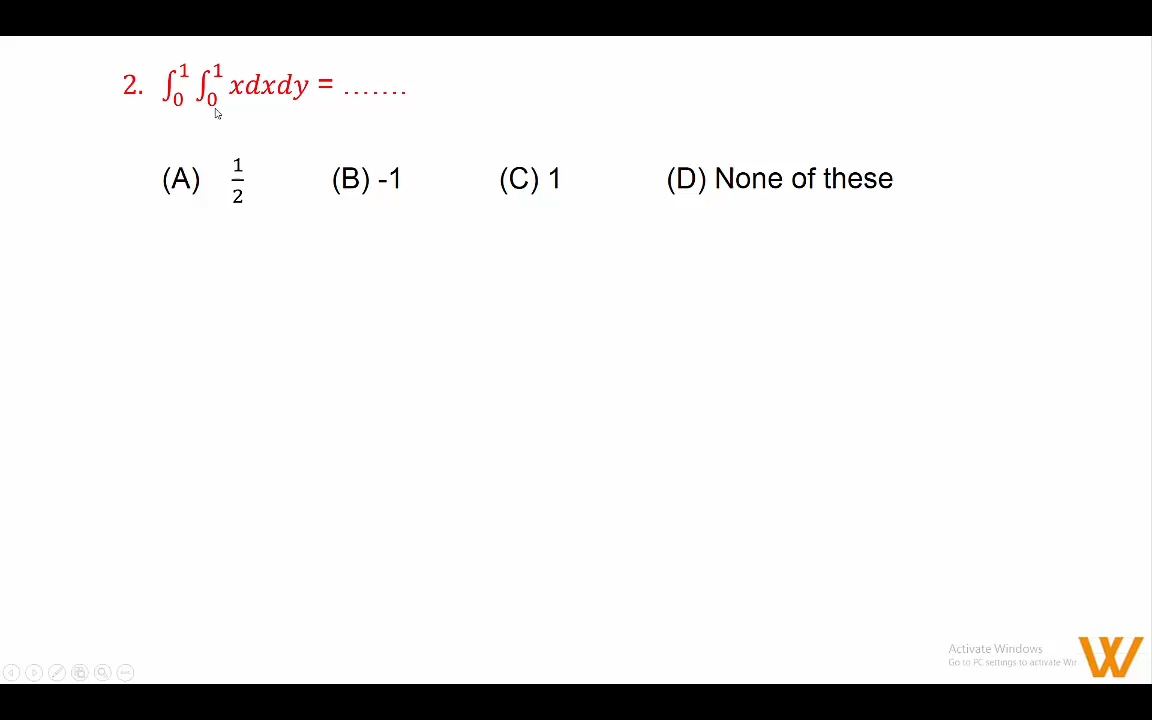 2. ∫₀¹ ∫₀¹ xdxdy = .......
(A) 1/2 (B) -1 (C) 1 (D) None of these
Activate Windows
Go to PC settings to activate Wir